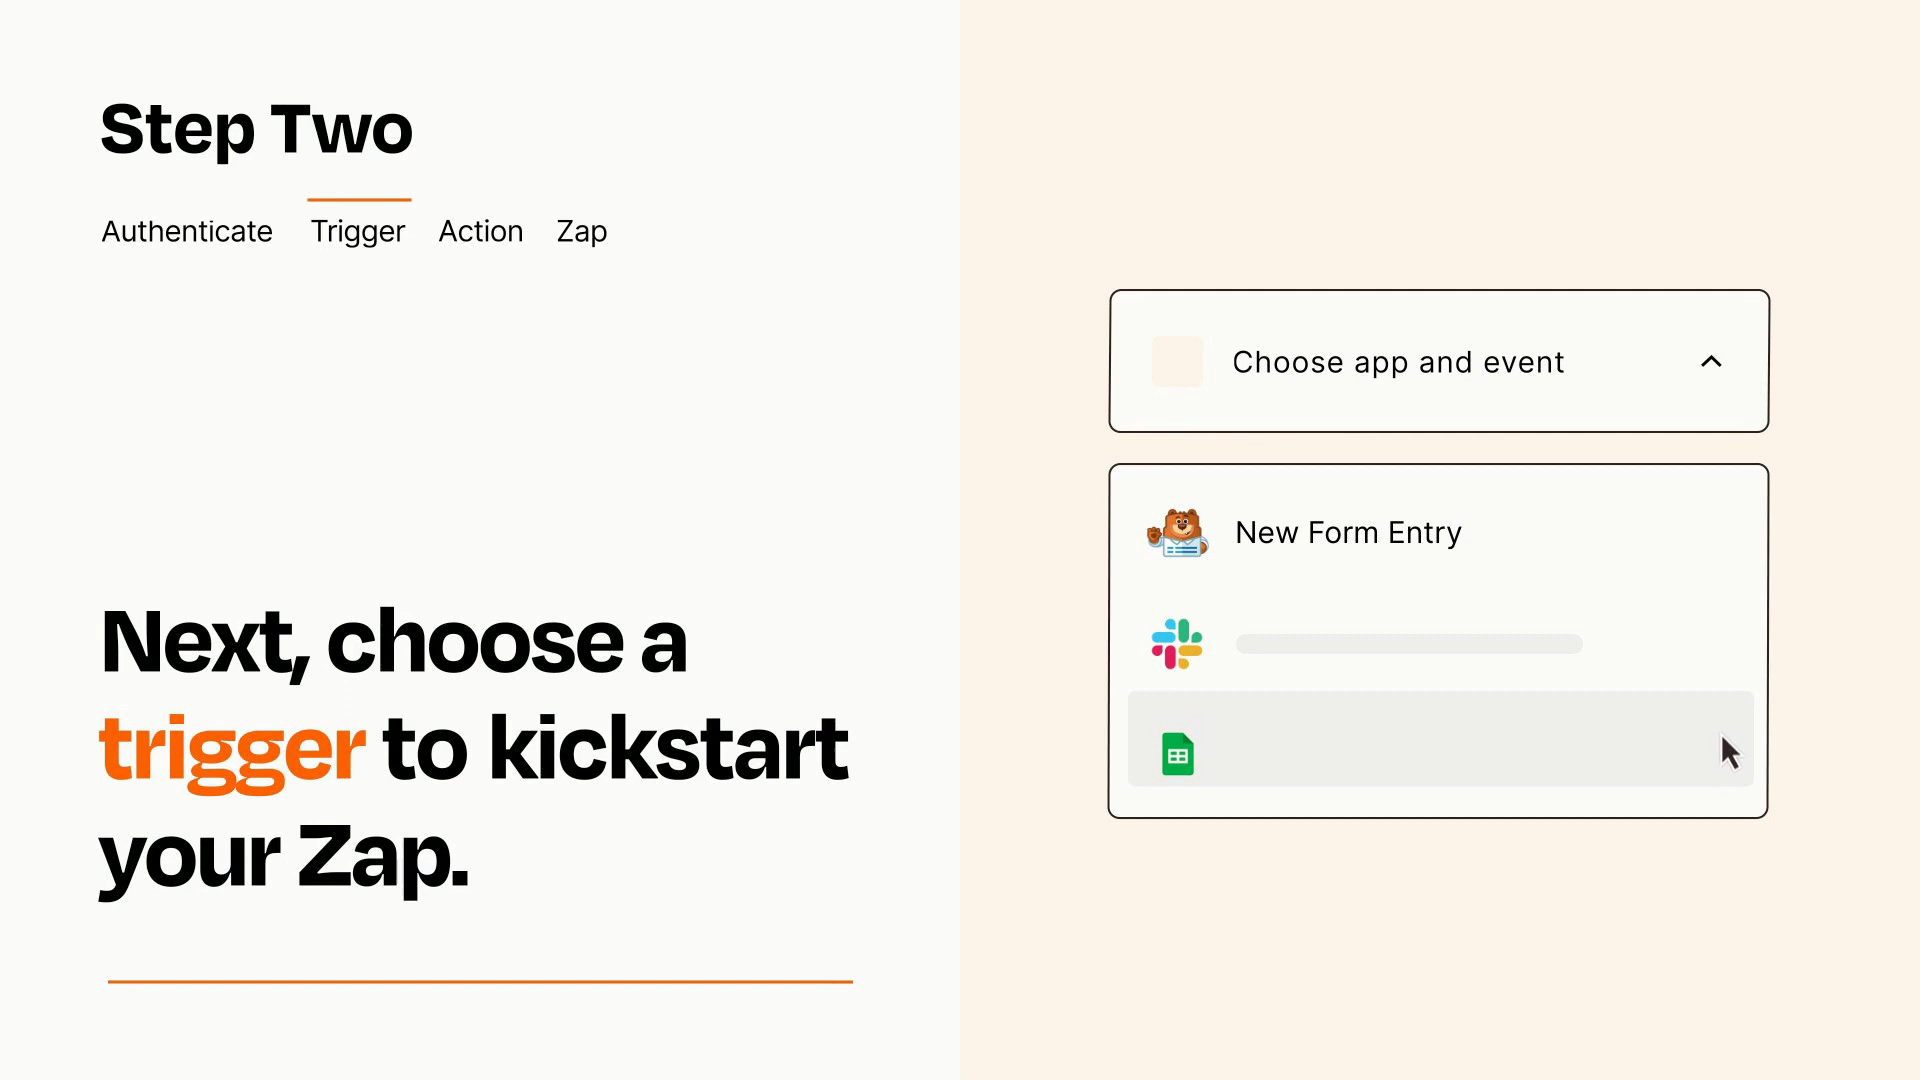 Step Two
Authenticate Trigger Action Zap
Next, choose a
trigger to kickstart
your Zap.
Choose app and event
New Form Entry